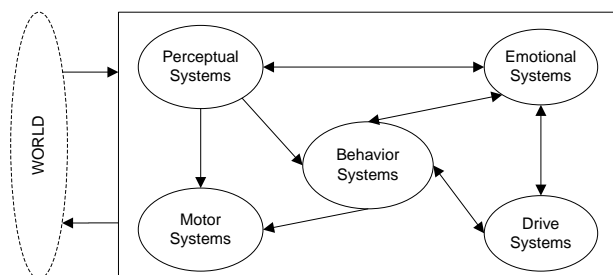 WORLD
Perceptual
Systems
Emotional
Systems
Behavior
Systems
Motor
Systems
Drive
Systems